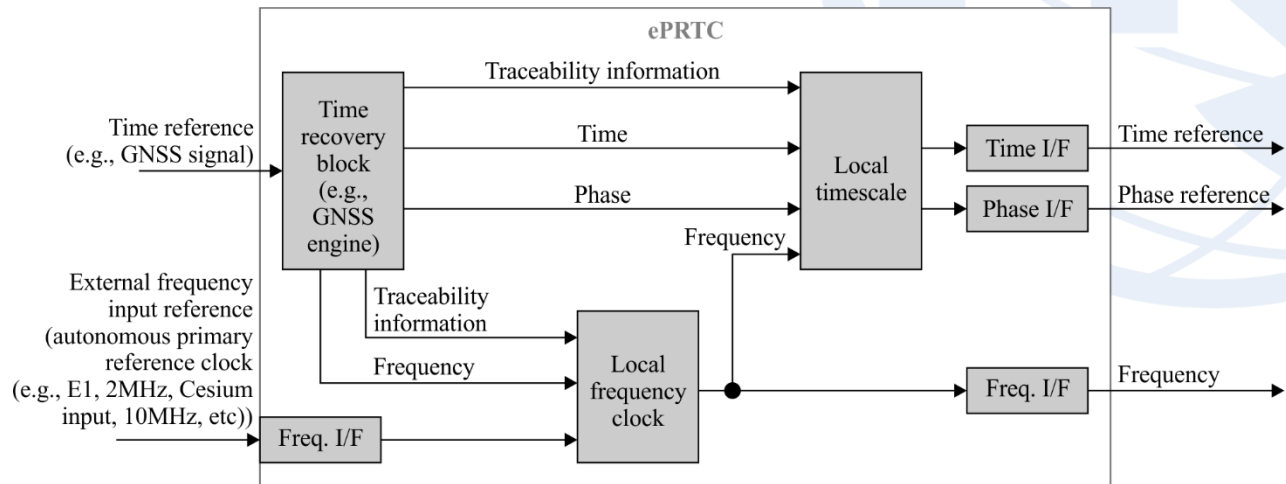 ePRTC
Traceability information
Time reference
(e.g., GNSS signal)
Time
recovery
block
(e.g.,
GNSS
engine)
Time
Phase
Frequency
Local
timescale
Time I/F
Time reference
Phase I/F
Phase reference
External frequency
input reference
(autonomous primary
reference clock
(e.g., E1, 2MHz, Cesium
input, 10MHz, etc))
Freq. I/F
Traceability
information
Frequency
Local
frequency
clock
Freq. I/F
Frequency